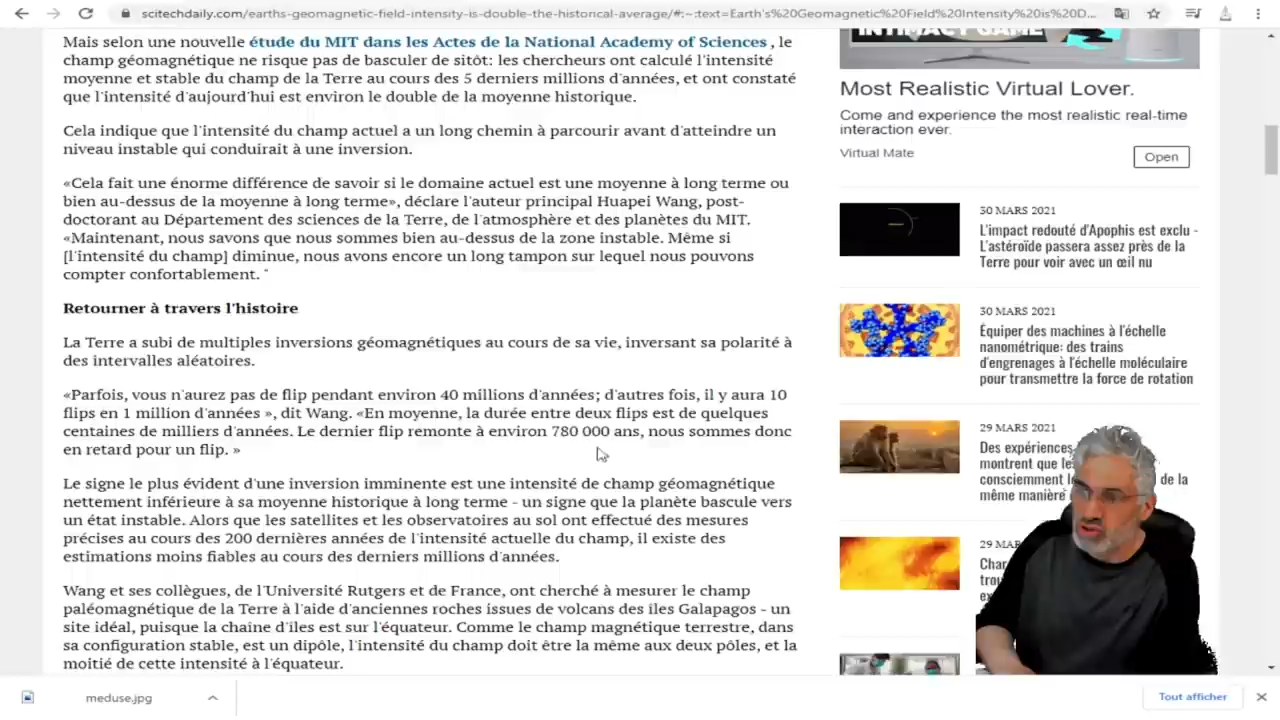 scitechdaily.com/earths-geomagnetic-field-intensity-is-double-the-historical-average/#:~:text=Earth's%20Geomagnetic%20Field%20Intensity%20is%20D...
Mais selon une nouvelle étude du MIT dans les Actes de la National Academy of Sciences , le
champ géomagnétique ne risque pas de basculer de sitôt: les chercheurs ont calculé l'intensité
moyenne et stable du champ de la Terre au cours des 5 derniers millions d'années, et ont constaté
que l'intensité d'aujourd'hui est environ le double de la moyenne historique.
Cela indique que l'intensité du champ actuel a un long chemin à parcourir avant d'atteindre un
niveau instable qui conduirait à une inversion.
«Cela fait une énorme différence de savoir si le domaine actuel est une moyenne à long terme ou
bien au-dessus de la moyenne à long terme», déclare l'auteur principal Huapei Wang, post-
doctorant au Département des sciences de la Terre, de l'atmosphère et des planètes du MIT.
«Maintenant, nous savons que nous sommes bien au-dessus de la zone instable. Même si
[l'intensité du champ] diminue, nous avons encore un long tampon sur lequel nous pouvons
compter confortablement. "
Retourner à travers l'histoire
La Terre a subi de multiples inversions géomagnétiques au cours de sa vie, inversant sa polarité à
des intervalles aléatoires.
«Parfois, vous n'aurez pas de flip pendant environ 40 millions d'années; d'autres fois, il y aura 10
flips en 1 million d'années », dit Wang. «En moyenne, la durée entre deux flips est de quelques
centaines de milliers d'années. Le dernier flip remonte à environ 780 000 ans, nous sommes donc
en retard pour un flip. »
Le signe le plus évident d'une inversion imminente est une intensité de champ géomagnétique
nettement inférieure à sa moyenne historique à long terme - un signe que la planète bascule vers
un état instable. Alors que les satellites et les observatoires au sol ont effectué des mesures
précises au cours des 200 dernières années de l'intensité actuelle du champ, il existe des
estimations moins fiables au cours des derniers millions d'années.
Wang et ses collègues, de l'Université Rutgers et de France, ont cherché à mesurer le champ
paléomagnétique de la Terre à l'aide d'anciennes roches issues de volcans des îles Galapagos - un
site idéal, puisque la chaîne d'îles est sur l'équateur. Comme le champ magnétique terrestre, dans
sa configuration stable, est un dipôle, l'intensité du champ doit être la même aux deux pôles, et la
moitié de cette intensité à l'équateur.
INTIMACY GAME
Most Realistic Virtual Lover.
Come and experience the most realistic real-time
interaction ever.
Virtual Mate
Open
30 MARS 2021
L'impact redouté d'Apophis est exclu -
L'astéroïde passera assez près de la
Terre pour voir avec un œil nu
30 MARS 2021
Équiper des machines à l'échelle
nanométrique: des trains
d'engrenages à l'échelle moléculaire
pour transmettre la force de rotation
29 MARS 2021
Des expériences
montrent que
consciemment de la
même manière
29
meduse.jpg
Tout afficher